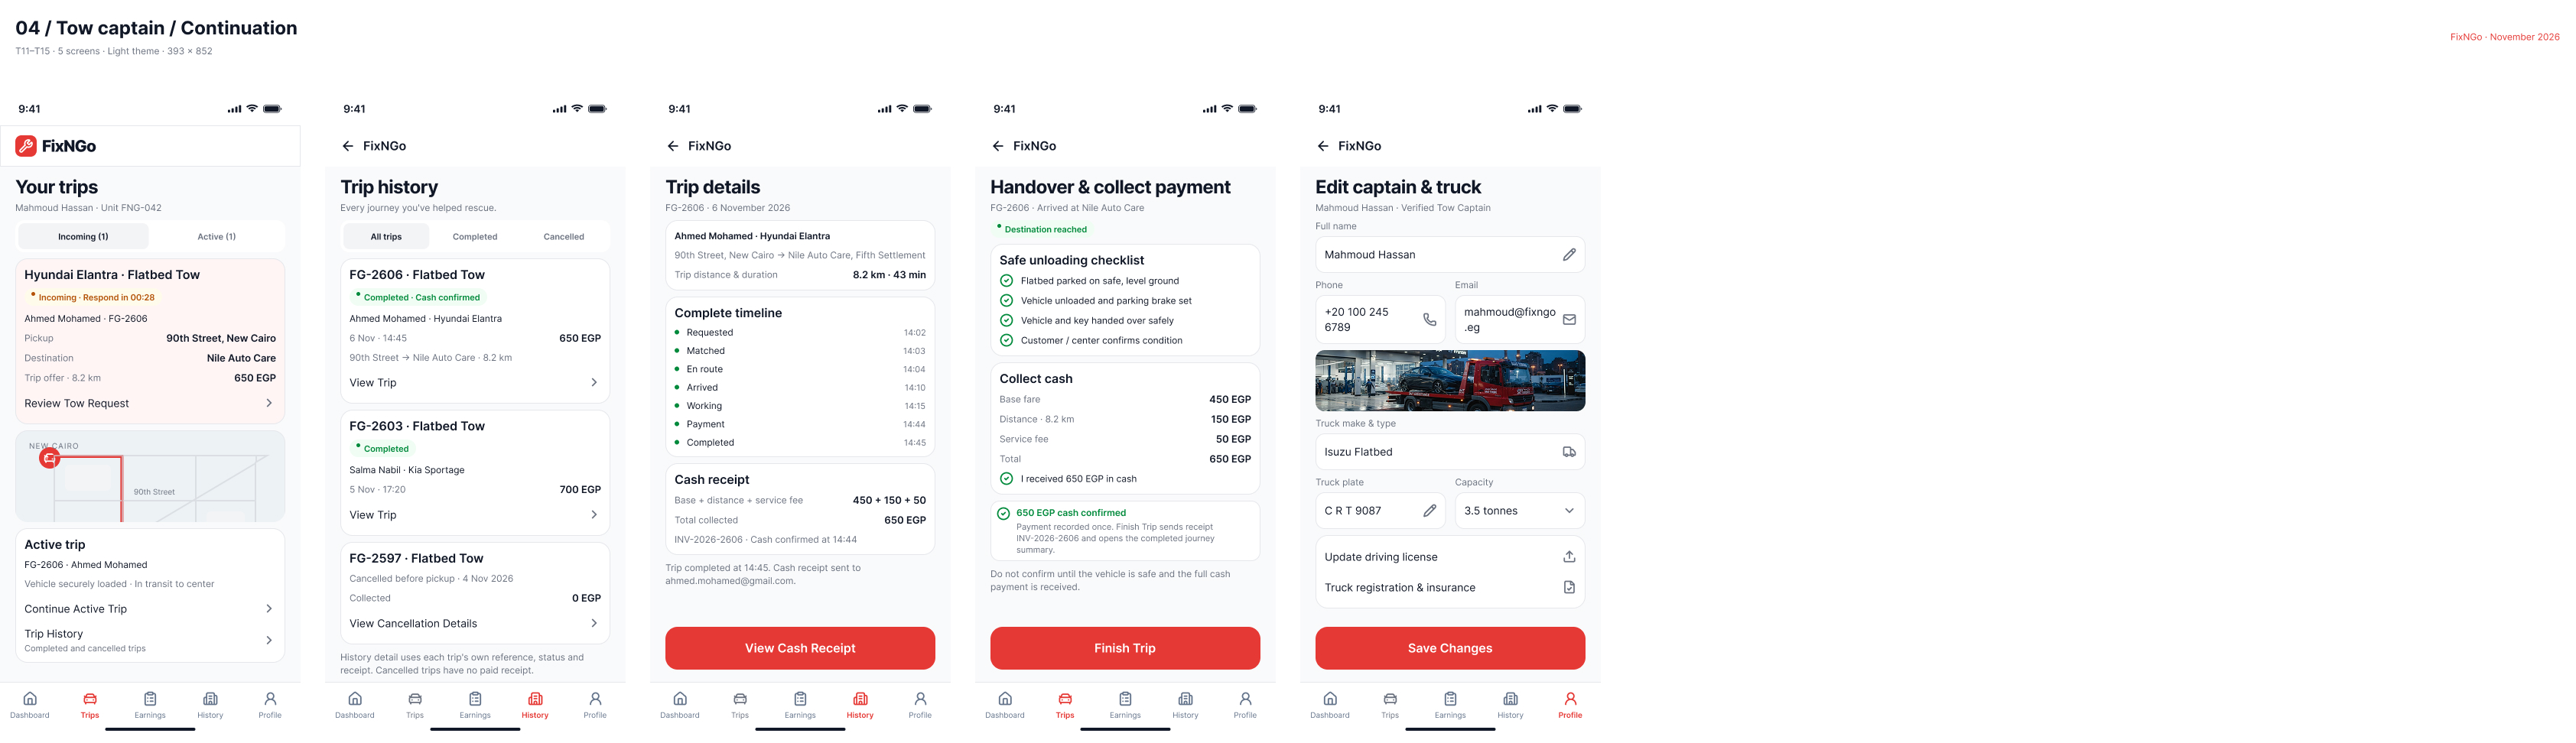 04 / Tow captain / Continuation
T11–T15 · 5 screens · Light theme · 393 × 852
FixNGo · November 2026
9:41
FixNGo
Your trips
Mahmoud Hassan · Unit FNG-042
Incoming (1)
Active (1)
Hyundai Elantra · Flatbed Tow
Incoming · Respond in 00:28
Ahmed Mohamed · FG-2606
Pickup 90th Street, New Cairo
Destination Nile Auto Care
Trip offer · 8.2 km 650 EGP
Review Tow Request
NEW CAIRO
90th Street
Active trip
FG-2606 · Ahmed Mohamed
Vehicle securely loaded · In transit to center
Continue Active Trip
Trip History
Completed and cancelled trips
Dashboard Trips Earnings History Profile
9:41
FixNGo
Trip history
Every journey you've helped rescue.
All trips Completed Cancelled
FG-2606 · Flatbed Tow
Completed · Cash confirmed
Ahmed Mohamed · Hyundai Elantra
6 Nov · 14:45 650 EGP
90th Street → Nile Auto Care · 8.2 km
View Trip
FG-2603 · Flatbed Tow
Completed
Salma Nabil · Kia Sportage
5 Nov · 17:20 700 EGP
View Trip
FG-2597 · Flatbed Tow
Cancelled before pickup · 4 Nov 2026
Collected 0 EGP
View Cancellation Details
History detail uses each trip's own reference, status and
receipt. Cancelled trips have no paid receipt.
Dashboard Trips Earnings History Profile
9:41
FixNGo
Trip details
FG-2606 · 6 November 2026
Ahmed Mohamed · Hyundai Elantra
90th Street, New Cairo → Nile Auto Care, Fifth Settlement
Trip distance & duration 8.2 km · 43 min
Complete timeline
Requested 14:02
Matched 14:03
En route 14:04
Arrived 14:10
Working 14:15
Payment 14:44
Completed 14:45
Cash receipt
Base + distance + service fee 450 + 150 + 50
Total collected 650 EGP
INV-2026-2606 · Cash confirmed at 14:44
Trip completed at 14:45. Cash receipt sent to
ahmed.mohamed@gmail.com.
View Cash Receipt
Dashboard Trips Earnings History Profile
9:41
FixNGo
Handover & collect payment
FG-2606 · Arrived at Nile Auto Care
Destination reached
Safe unloading checklist
Flatbed parked on safe, level ground
Vehicle unloaded and parking brake set
Vehicle and key handed over safely
Customer / center confirms condition
Collect cash
Base fare 450 EGP
Distance · 8.2 km 150 EGP
Service fee 50 EGP
Total 650 EGP
I received 650 EGP in cash
650 EGP cash confirmed
Payment recorded once. Finish Trip sends receipt
INV-2026-2606 and opens the completed journey
summary.
Do not confirm until the vehicle is safe and the full cash
payment is received.
Finish Trip
Dashboard Trips Earnings History Profile
9:41
FixNGo
Edit captain & truck
Mahmoud Hassan · Verified Tow Captain
Full name
Mahmoud Hassan
Phone Email
+20 100 245
6789
mahmoud@fixngo
.eg
Truck make & type
Isuzu Flatbed
Truck plate Capacity
C R T 9087 3.5 tonnes
Update driving license
Truck registration & insurance
Save Changes
Dashboard Trips Earnings History Profile